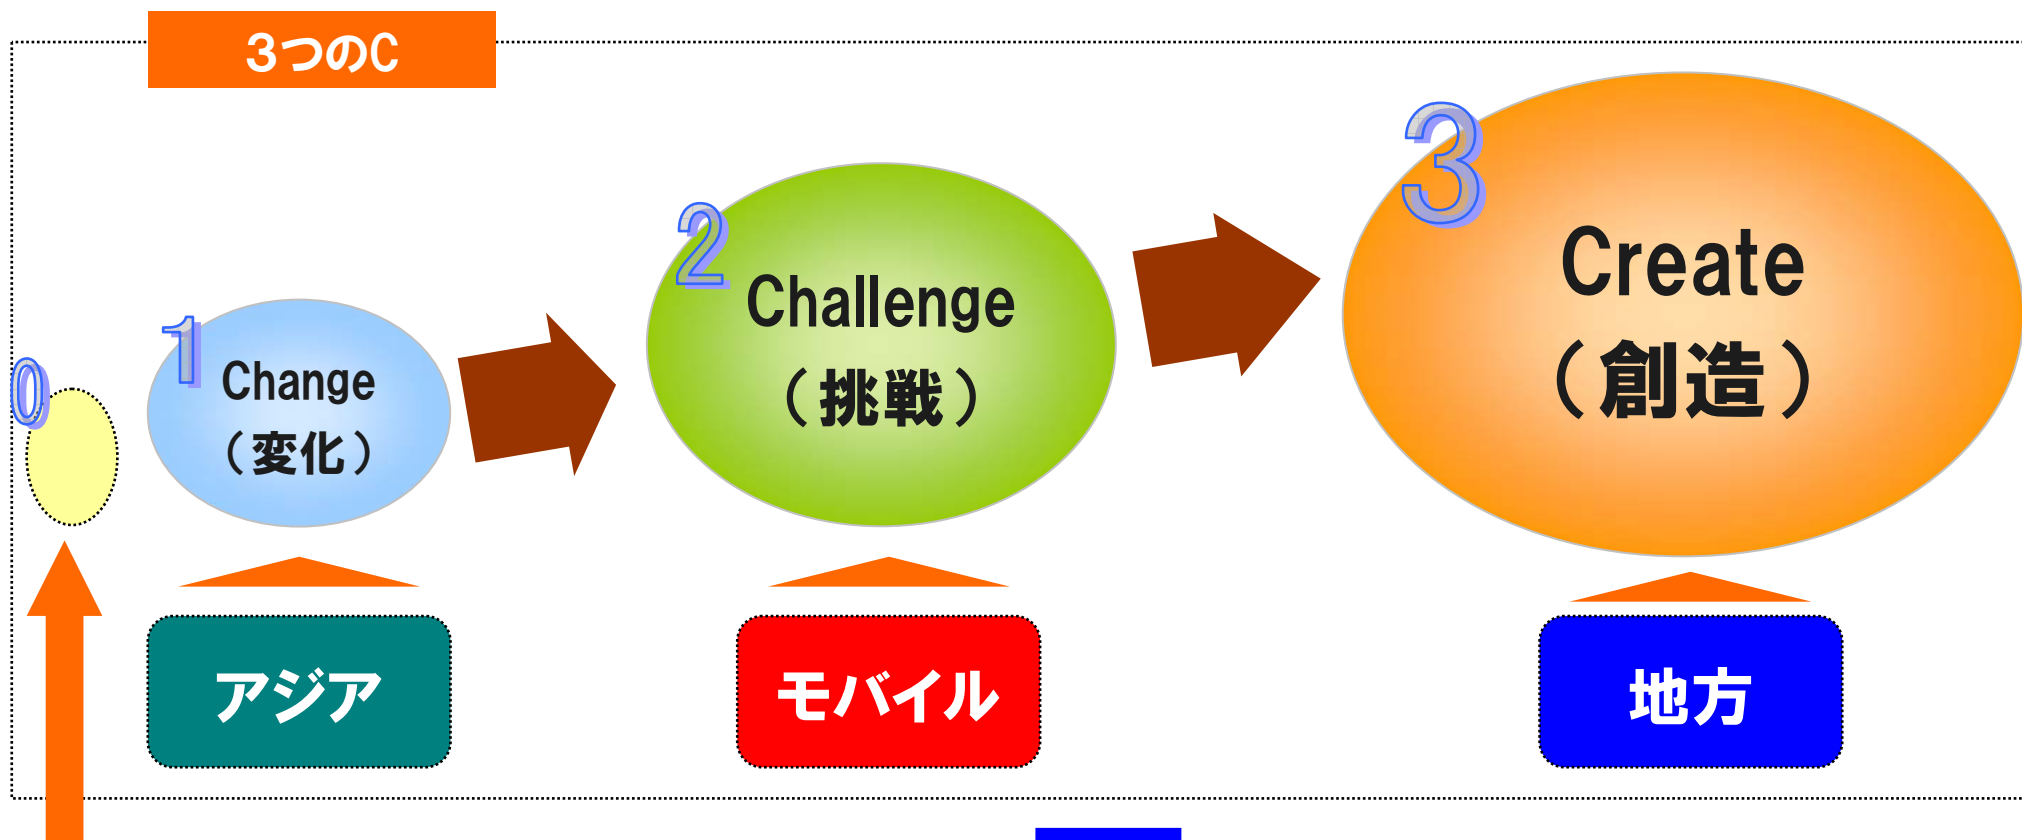 3つのC
0
1
Change
（変化）
2
Challenge
（挑戦）
3
Create
（創造）
アジア
モバイル
地方